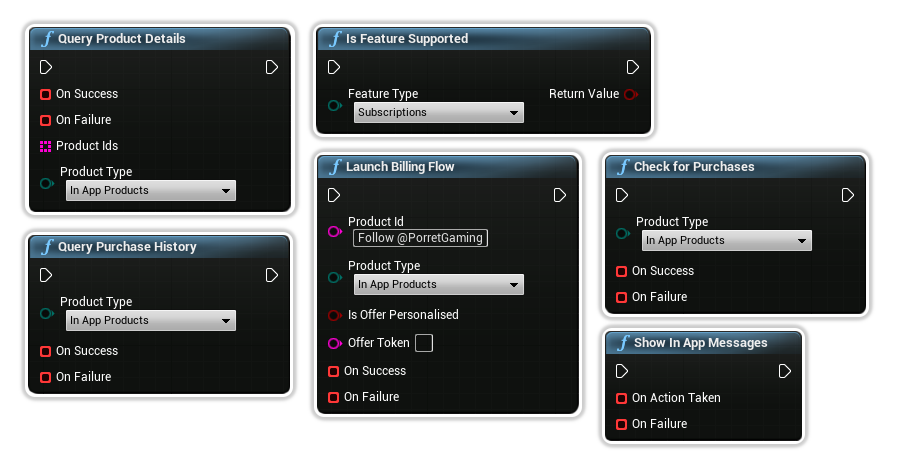 Query Product Details
On Success
On Failure
Product Ids
Product Type
In App Products
Query Purchase History
Product Type
In App Products
On Success
On Failure
Is Feature Supported
Feature Type
Subscriptions
Return Value
Launch Billing Flow
Product Id
Follow @PorretGaming
Product Type
In App Products
Is Offer Personalised
Offer Token
On Success
On Failure
Check for Purchases
Product Type
In App Products
On Success
On Failure
Show In App Messages
On Action Taken
On Failure